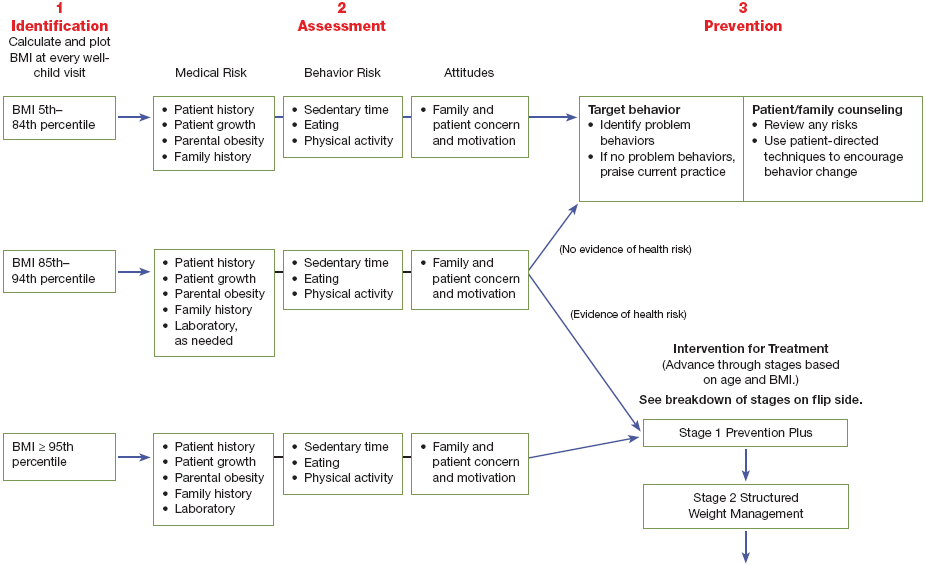 1
Identification
Calculate and plot
BMI at every well-
child visit
2
Assessment
3
Prevention
Medical Risk
Behavior Risk
Attitudes
BMI 5th–
84th percentile
• Patient history
• Patient growth
• Parental obesity
• Family history
• Sedentary time
• Eating
• Physical activity
• Family and
patient concern
and motivation
Target behavior
• Identify problem
behaviors
• If no problem behaviors,
praise current practice
Patient/family counseling
• Review any risks
• Use patient-directed
techniques to encourage
behavior change
BMI 85th–
94th percentile
• Patient history
• Patient growth
• Parental obesity
• Family history
• Laboratory,
as needed
• Sedentary time
• Eating
• Physical activity
• Family and
patient concern
and motivation
(No evidence of health risk)
(Evidence of health risk)
Intervention for Treatment
(Advance through stages based
on age and BMI.)
See breakdown of stages on flip side.
BMI ≥ 95th
percentile
• Patient history
• Patient growth
• Parental obesity
• Family history
• Laboratory
• Sedentary time
• Eating
• Physical activity
• Family and
patient concern
and motivation
Stage 1 Prevention Plus
Stage 2 Structured
Weight Management